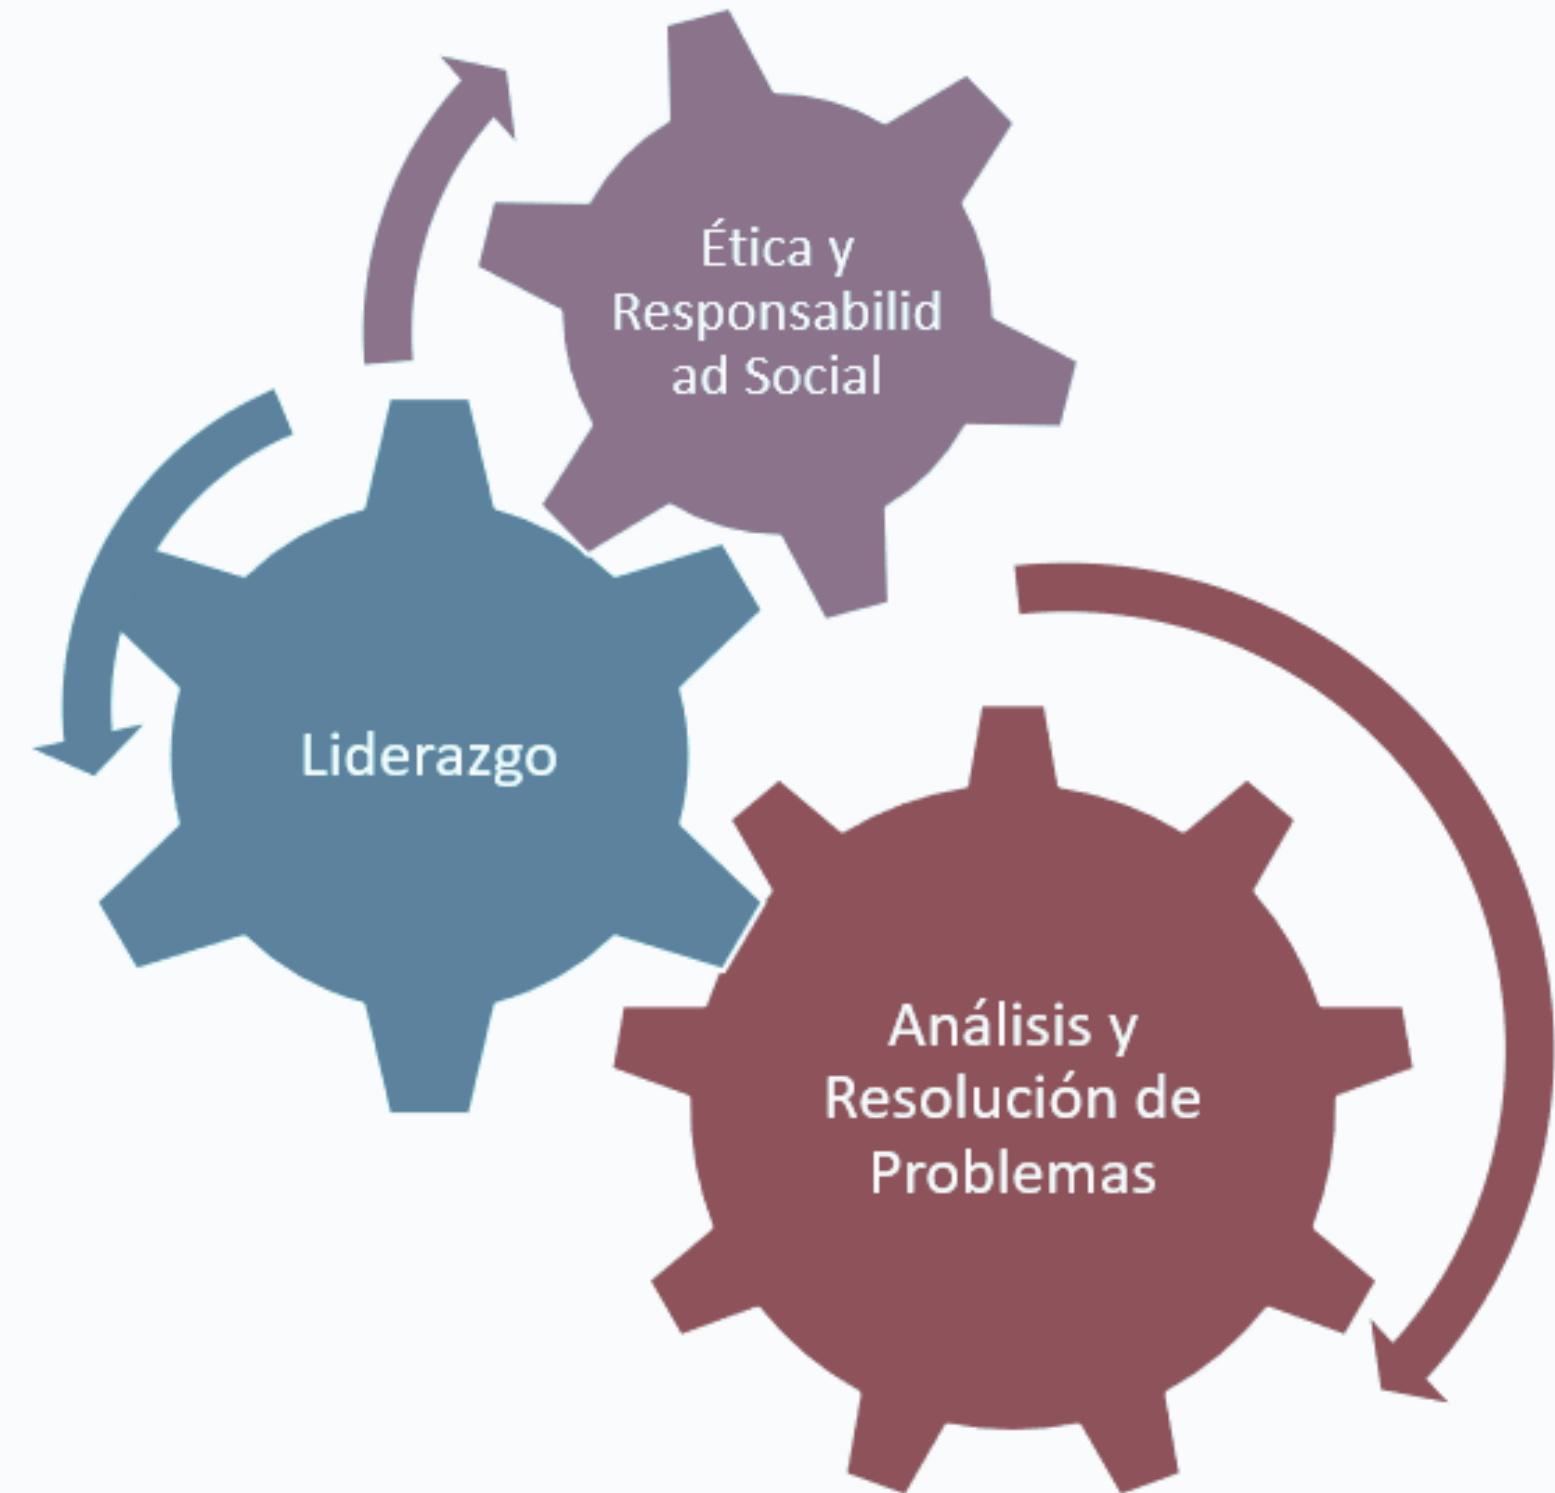 Ética y
Responsabilid
ad Social
Liderazgo
Análisis y
Resolución de
Problemas